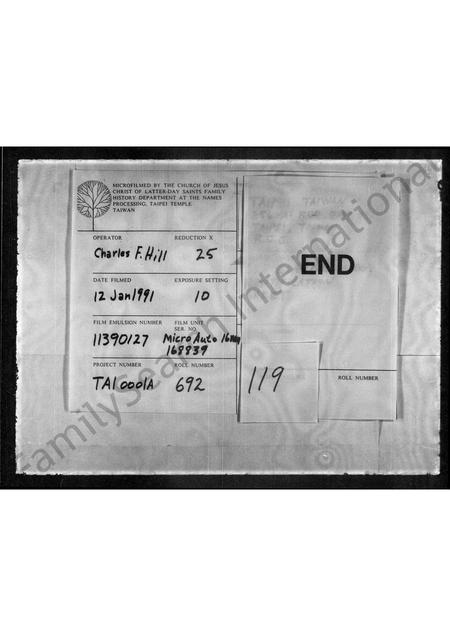 MICROFILMED BY THE CHURCH OF JESUS
CHRIST OF LATTER-DAY SAINTS FAMILY
HISTORY DEPARTMENT AT THE NAMES
PROCESSING, TAIPEI TEMPLE
TAIWAN
OPERATOR REDUCTION X
Charles F. Hill 25
DATE FILMED EXPOSURE SETTING
12 Jan 1991 10
FILM EMULSION NUMBER FILM UNIT
SER. NO.
11390127 Micro Auto 16mm
168839
PROJECT NUMBER ROLL NUMBER
TAI 0001A 692
END
119
ROLL NUMBER
FamilySearch International